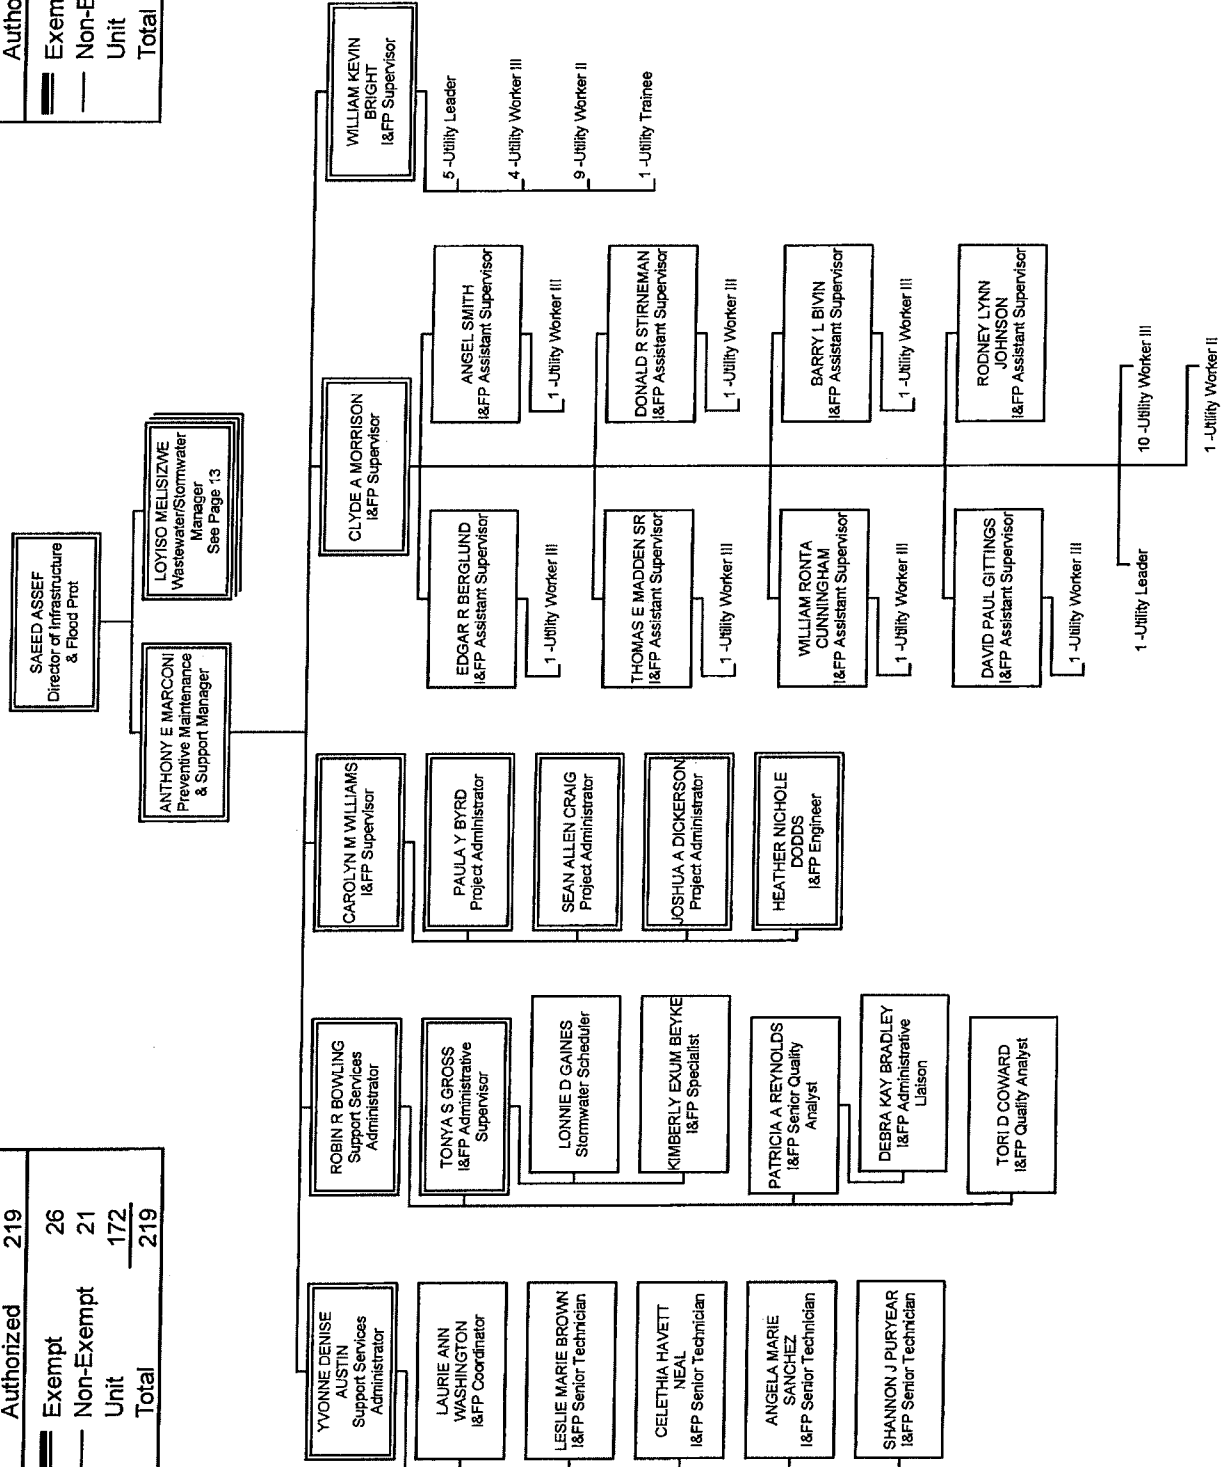 Authorized 219
Exempt 26
Non-Exempt 21
Unit 172
Total 219
Autho
Exem
Non-E
Unit
Total
SAEED ASSEF
Director of Infrastructure
& Flood Prot
ANTHONY E MARCONI
Preventive Maintenance
& Support Manager
LOYISO MELISIZWE
Wastewater/Stormwater
Manager
See Page 13
YVONNE DENISE
AUSTIN
Support Services
Administrator
LAURIE ANN
WASHINGTON
I&FP Coordinator
LESLIE MARIE BROWN
I&FP Senior Technician
CELETHIA HAVETT
NEAL
I&FP Senior Technician
ANGELA MARIE
SANCHEZ
I&FP Senior Technician
SHANNON J PURYEAR
I&FP Senior Technician
ROBIN R BOWLING
Support Services
Administrator
TONYA S GROSS
I&FP Administrative
Supervisor
LONNIE D GAINES
Stormwater Scheduler
KIMBERLY EXUM BEYKE
I&FP Specialist
PATRICIA A REYNOLDS
I&FP Senior Quality
Analyst
DEBRA KAY BRADLEY
I&FP Administrative
Liaison
TORI D COWARD
I&FP Quality Analyst
CAROLYN M WILLIAMS
I&FP Supervisor
PAULA Y BYRD
Project Administrator
SEAN ALLEN CRAIG
Project Administrator
JOSHUA A DICKERSON
Project Administrator
HEATHER NICHOLE
DODDS
I&FP Engineer
CLYDE A MORRISON
I&FP Supervisor
EDGAR R BERGLUND
I&FP Assistant Supervisor
1 -Utility Worker III
ANGEL SMITH
I&FP Assistant Supervisor
1 -Utility Worker III
THOMAS E MADDEN SR
I&FP Assistant Supervisor
1 -Utility Worker III
DONALD R STIRNEMAN
I&FP Assistant Supervisor
1 -Utility Worker III
WILLIAM RONTA
CUNNINGHAM
I&FP Assistant Supervisor
1 -Utility Worker III
BARRY L BIVIN
I&FP Assistant Supervisor
1 -Utility Worker III
DAVID PAUL GITTINGS
I&FP Assistant Supervisor
1 -Utility Worker III
RODNEY LYNN
JOHNSON
I&FP Assistant Supervisor
1 -Utility Leader
10 -Utility Worker III
1 -Utility Worker II
WILLIAM KEVIN
BRIGHT
I&FP Supervisor
5 -Utility Leader
4 -Utility Worker III
9 -Utility Worker II
1 -Utility Trainee